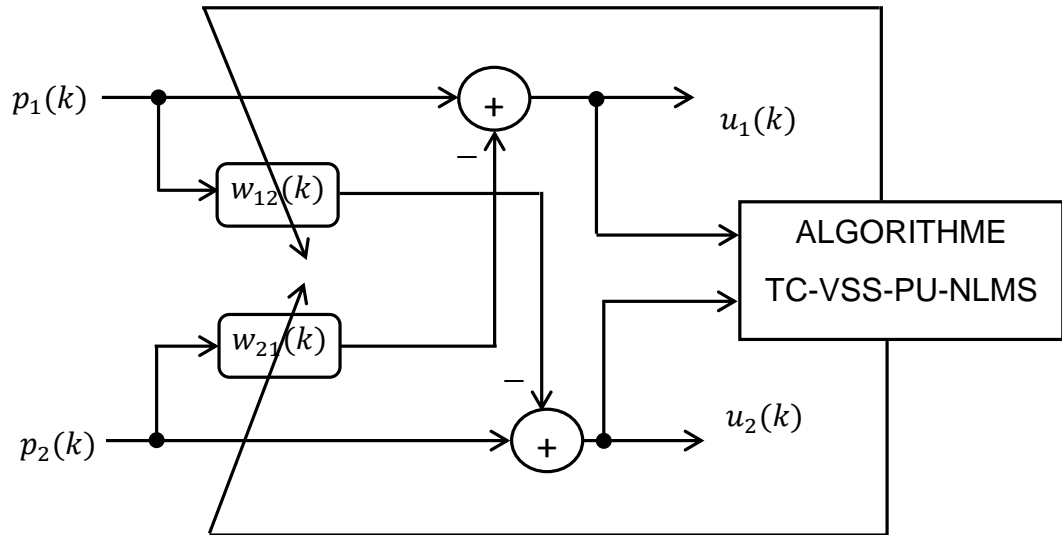 p₁(k)
+
u₁(k)
−
w₁₂(k)
ALGORITHME
TC-VSS-PU-NLMS
w₂₁(k)
−
p₂(k)
+
u₂(k)